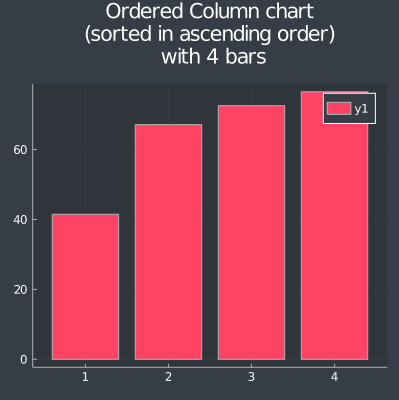 Ordered Column chart
(sorted in ascending order)
with 4 bars
y1
60
40
20
0
1 2 3 4